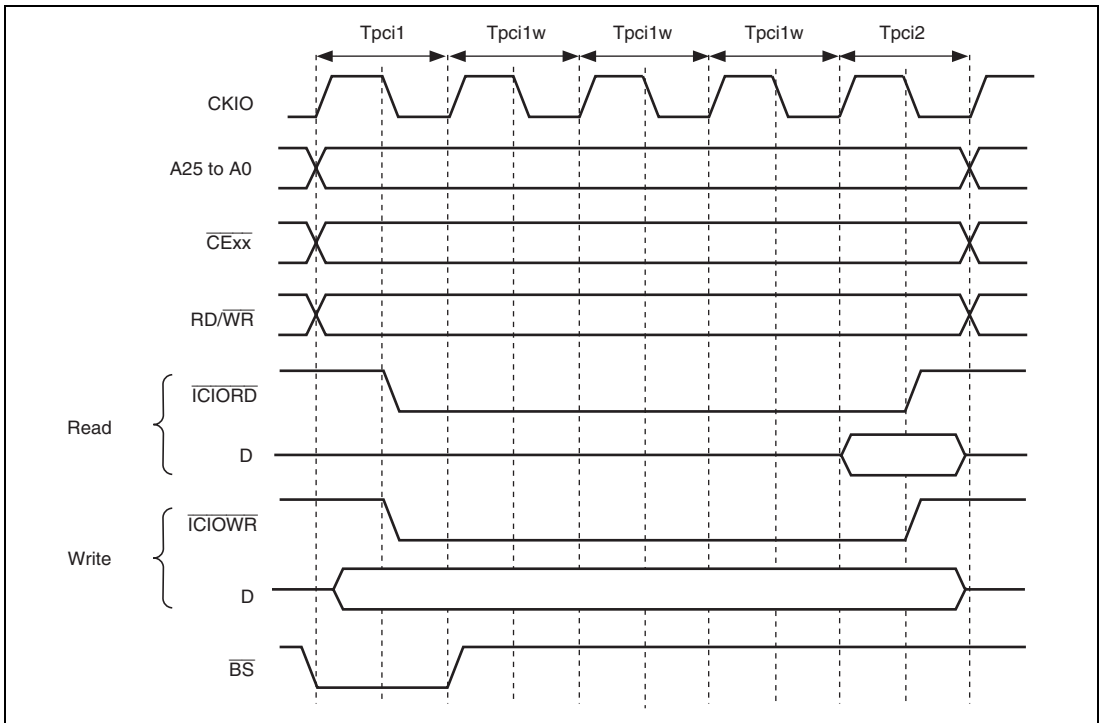 Tpci1 Tpci1w Tpci1w Tpci1w Tpci2
CKIO
A25 to A0
CExx
RD/WR
ICIORD
Read
D
ICIOWR
Write
D
BS